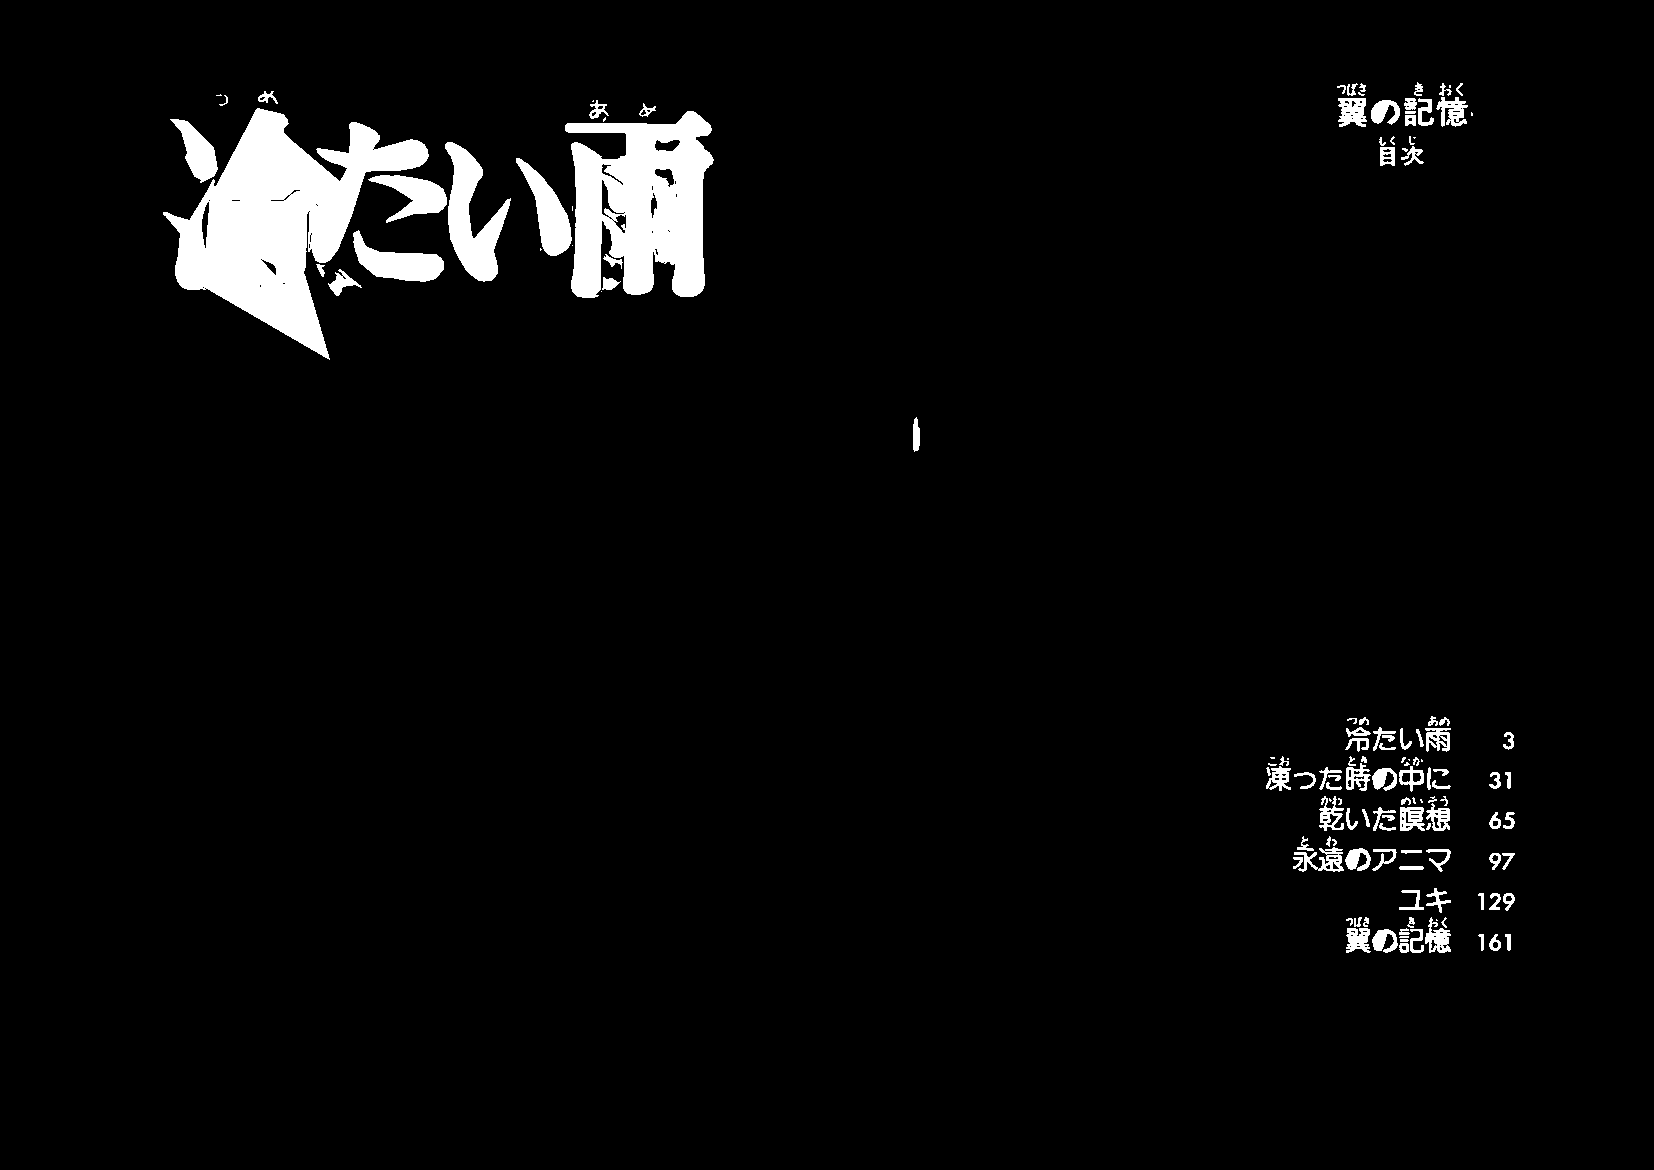 翼の記憶
目次
冷たい雨 3
凍った時の中に 31
乾いた瞑想 65
永遠のアニマ 97
ユキ 129
翼の記憶 161
冷たい雨